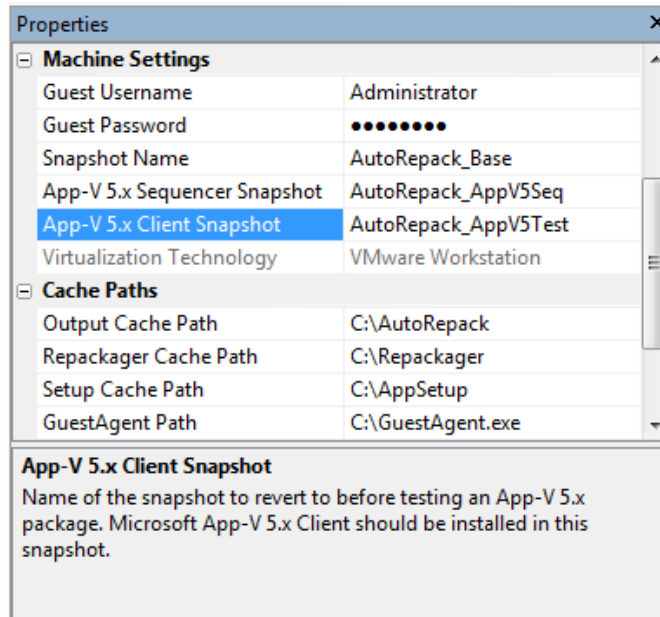 Properties
Machine Settings
Guest Username Administrator
Guest Password ●●●●●●●●
Snapshot Name AutoRepack_Base
App-V 5.x Sequencer Snapshot AutoRepack_AppV5Seq
App-V 5.x Client Snapshot AutoRepack_AppV5Test
Virtualization Technology VMware Workstation
Cache Paths
Output Cache Path C:\AutoRepack
Repackager Cache Path C:\Repackager
Setup Cache Path C:\AppSetup
GuestAgent Path C:\GuestAgent.exe
App-V 5.x Client Snapshot
Name of the snapshot to revert to before testing an App-V 5.x
package. Microsoft App-V 5.x Client should be installed in this
snapshot.